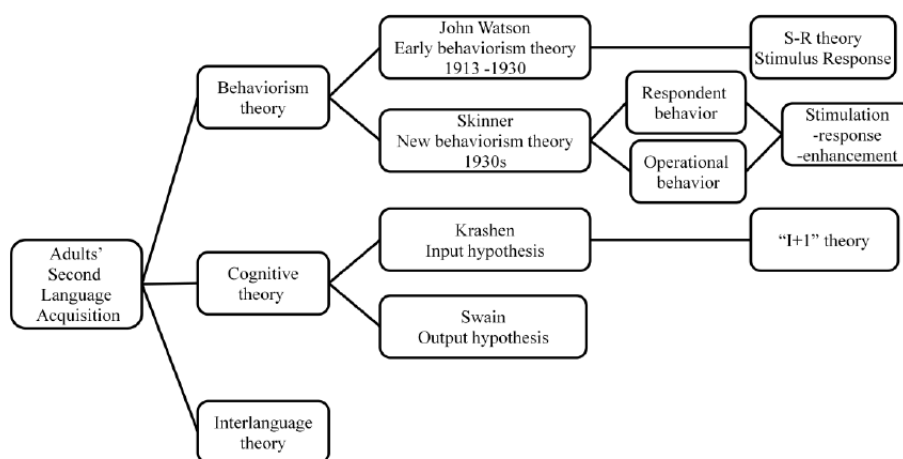 John Watson
Early behaviorism theory
1913 -1930
S-R theory
Stimulus Response
Behaviorism
theory
Respondent
behavior
Skinner
New behaviorism theory
1930s
Stimulation
-response
-enhancement
Operational
behavior
Adults'
Second
Language
Acquisition
Cognitive
theory
Krashen
Input hypothesis
“I+1” theory
Swain
Output hypothesis
Interlanguage
theory